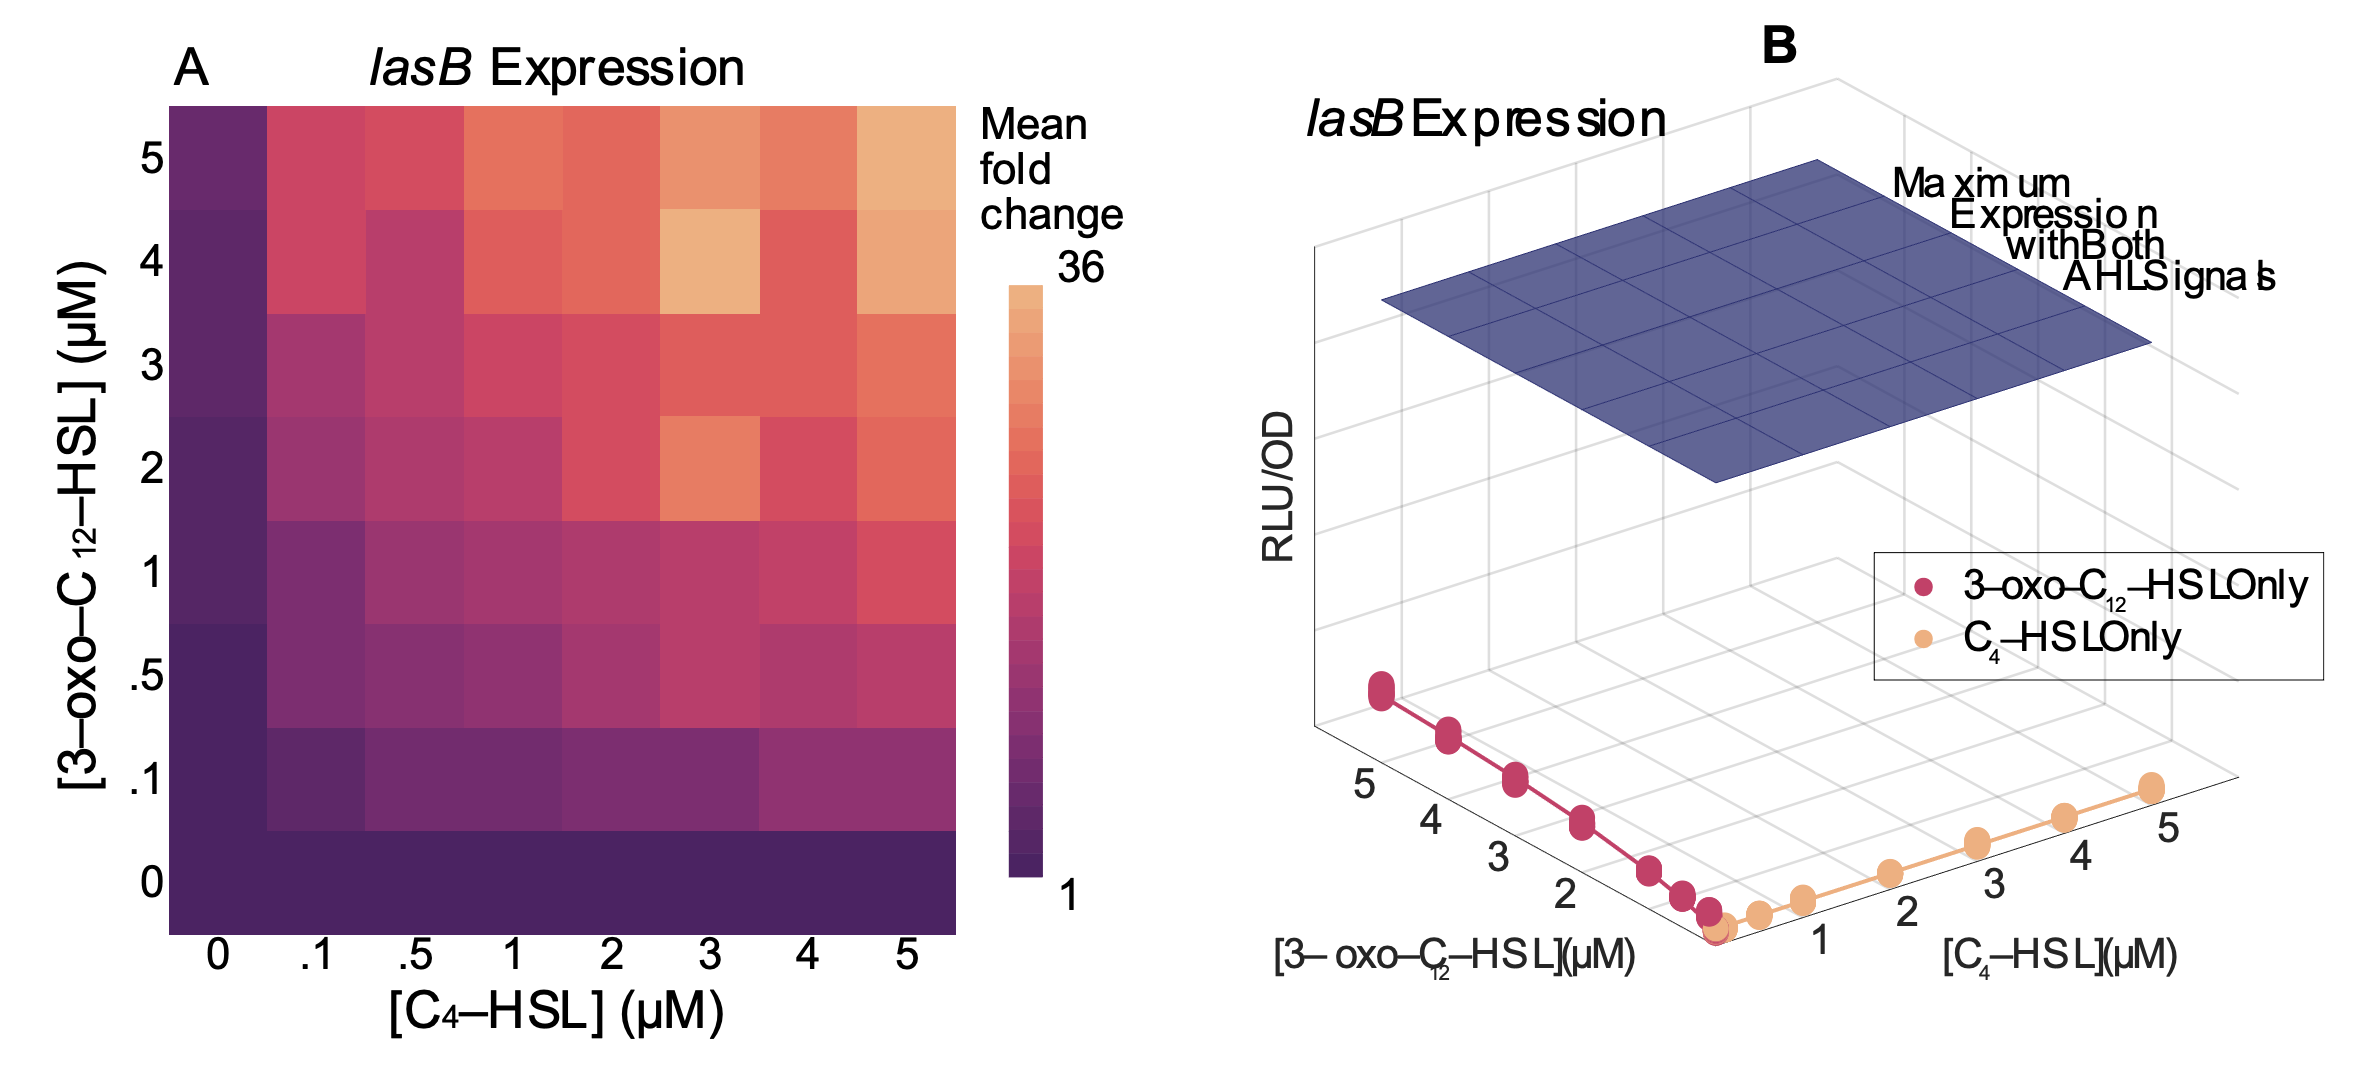 A
lasB Expression
5
4
3
2
1
.5
.1
0
[3–oxo–C 12–HSL] (µM)
0 .1 .5 1 2 3 4 5
[C4–HSL] (µM)
Mean
fold
change
36
1
B
lasB Expression
Maximum
Expression
with Both
AHL Signals
RLU/OD
3–oxo–C12–HSL Only
C4–HSL Only
5
4
3
2
[3–oxo–C12–HSL](µM)
1
2
3
4
5
[C4–HSL](µM)